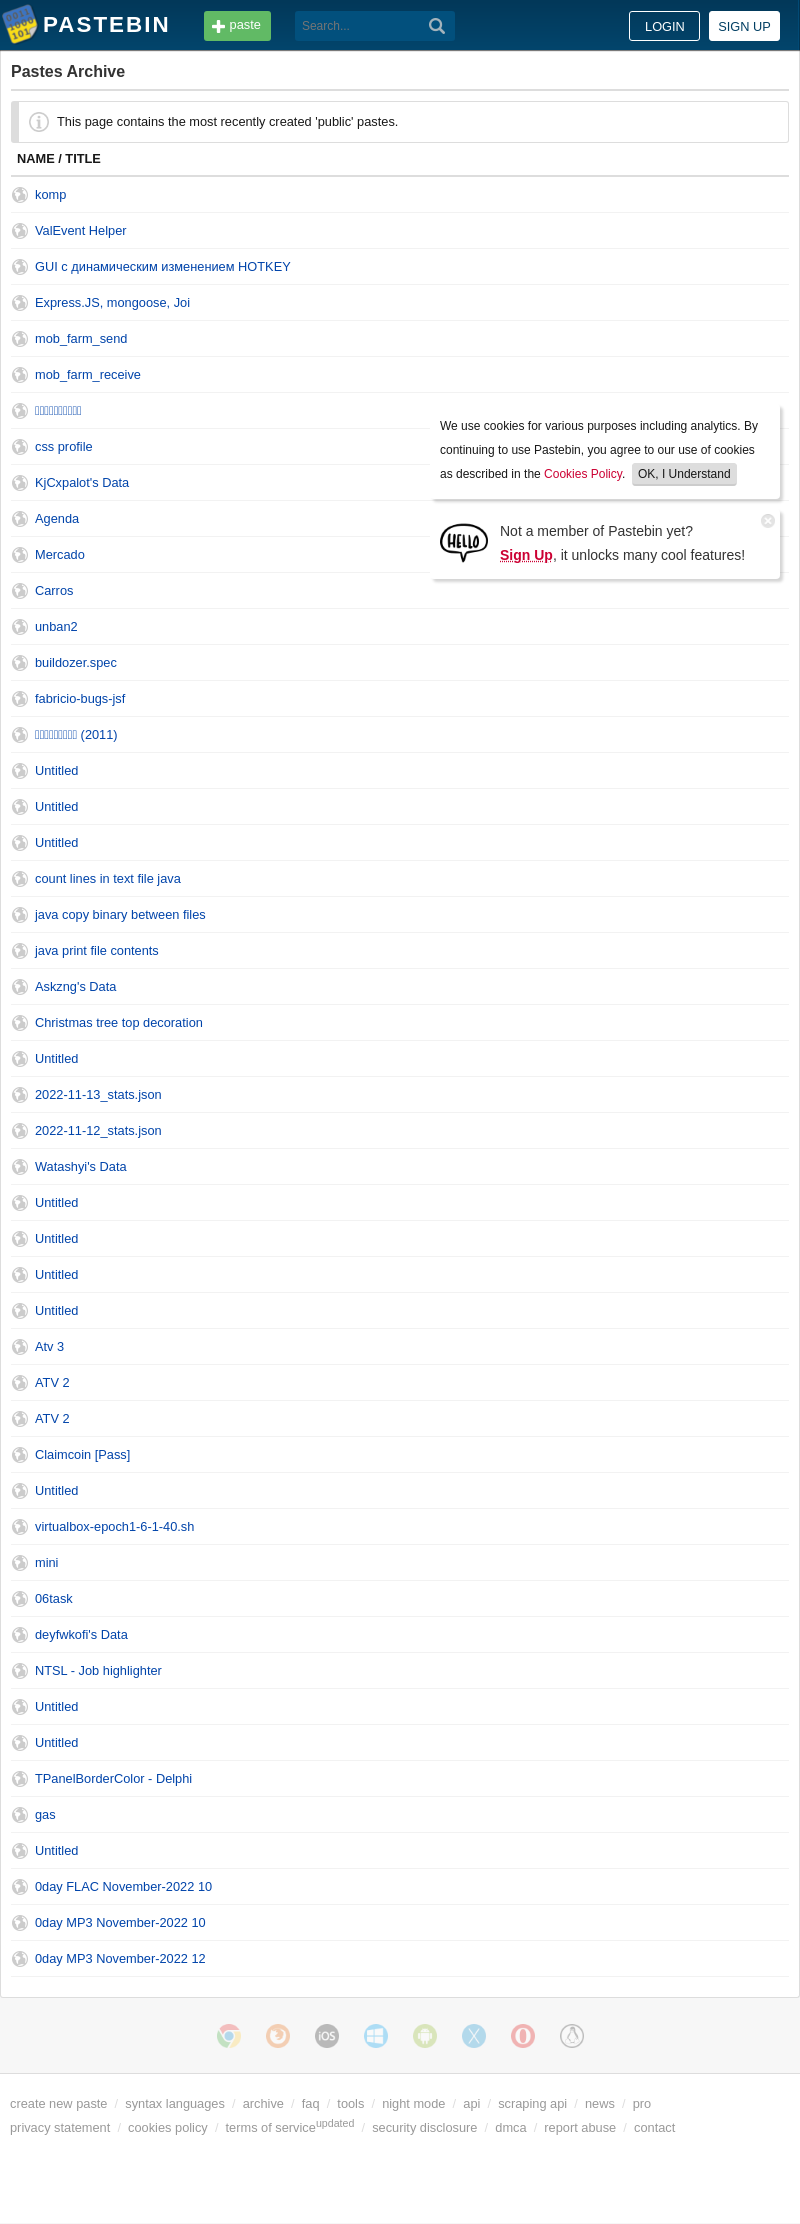 PASTEBIN
paste
Search...
LOGIN
SIGN UP
Pastes Archive
This page contains the most recently created 'public' pastes.
NAME / TITLE
komp
ValEvent Helper
GUI с динамическим изменением HOTKEY
Express.JS, mongoose, Joi
mob_farm_send
mob_farm_receive
css profile
KjCxpalot's Data
Agenda
Mercado
Carros
unban2
buildozer.spec
fabricio-bugs-jsf
(2011)
Untitled
Untitled
Untitled
count lines in text file java
java copy binary between files
java print file contents
Askzng's Data
Christmas tree top decoration
Untitled
2022-11-13_stats.json
2022-11-12_stats.json
Watashyi's Data
Untitled
Untitled
Untitled
Untitled
Atv 3
ATV 2
ATV 2
Claimcoin [Pass]
Untitled
virtualbox-epoch1-6-1-40.sh
mini
06task
deyfwkofi's Data
NTSL - Job highlighter
Untitled
Untitled
TPanelBorderColor - Delphi
gas
Untitled
0day FLAC November-2022 10
0day MP3 November-2022 10
0day MP3 November-2022 12
We use cookies for various purposes including analytics. By
continuing to use Pastebin, you agree to our use of cookies
as described in the Cookies Policy. OK, I Understand
HELLO
Not a member of Pastebin yet?
Sign Up, it unlocks many cool features!
iOS
create new paste / syntax languages / archive / faq / tools / night mode / api / scraping api / news / pro
privacy statement / cookies policy / terms of service updated / security disclosure / dmca / report abuse / contact